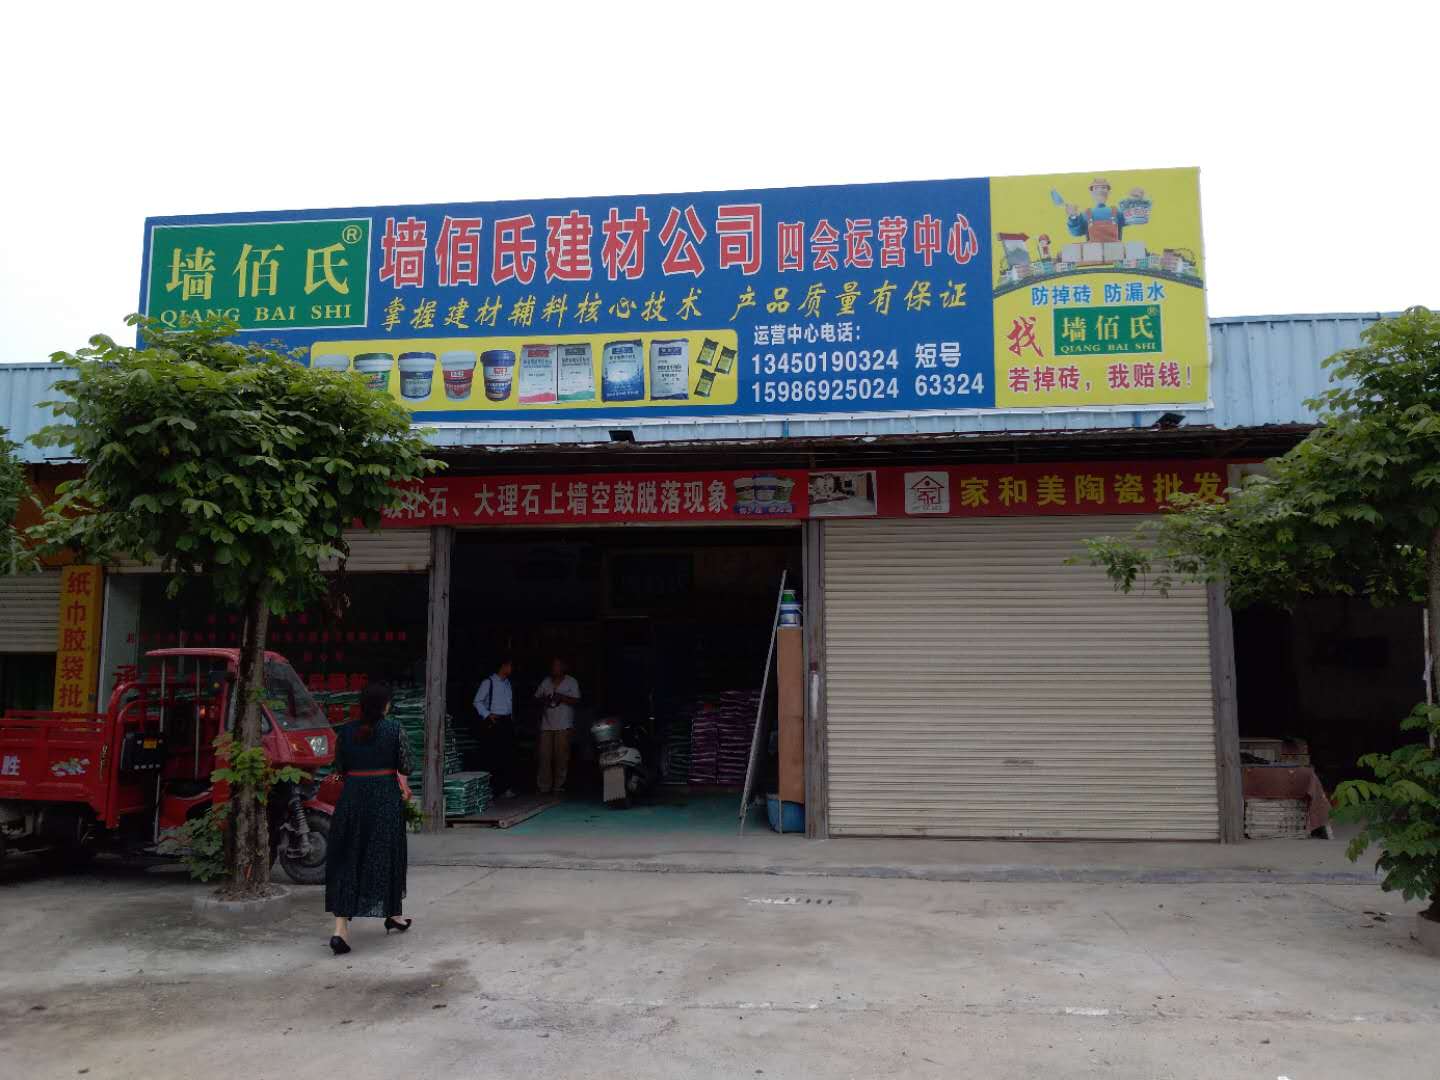 墙佰氏®
QIANG BAI SHI
墙佰氏建材公司 四会运营中心
掌握建材辅料核心技术 产品质量有保证
运营中心电话：
13450190324 短号
15986925024 63324
防掉砖 防漏水
找 墙佰氏®
QIANG BAI SHI
若掉砖，我赔钱！
化石、大理石上墙空鼓脱落现象
家和美陶瓷批发
纸巾胶袋批
胜